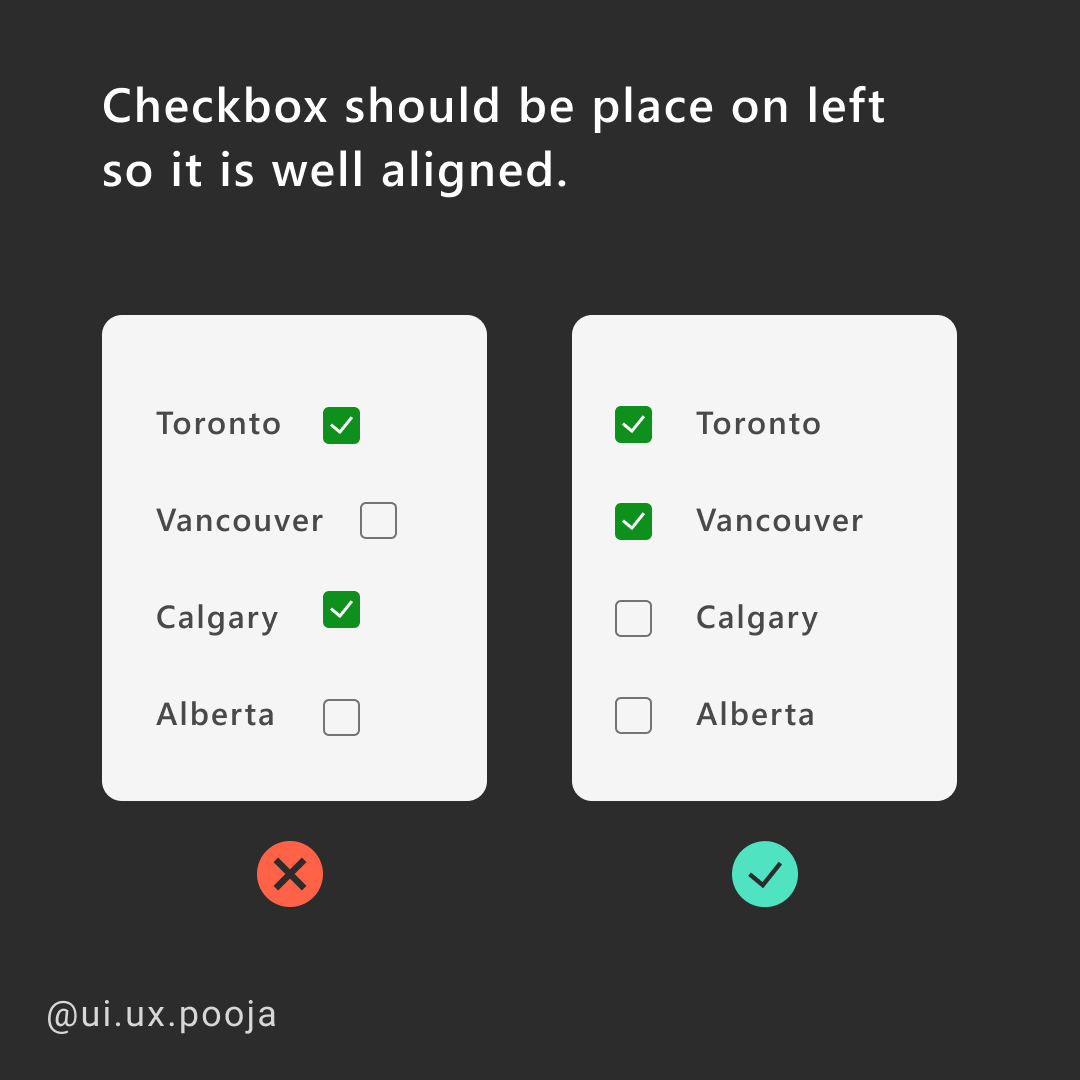 Checkbox should be place on left
so it is well aligned.
Toronto
Vancouver
Calgary
Alberta
Toronto
Vancouver
Calgary
Alberta
@ui.ux.pooja